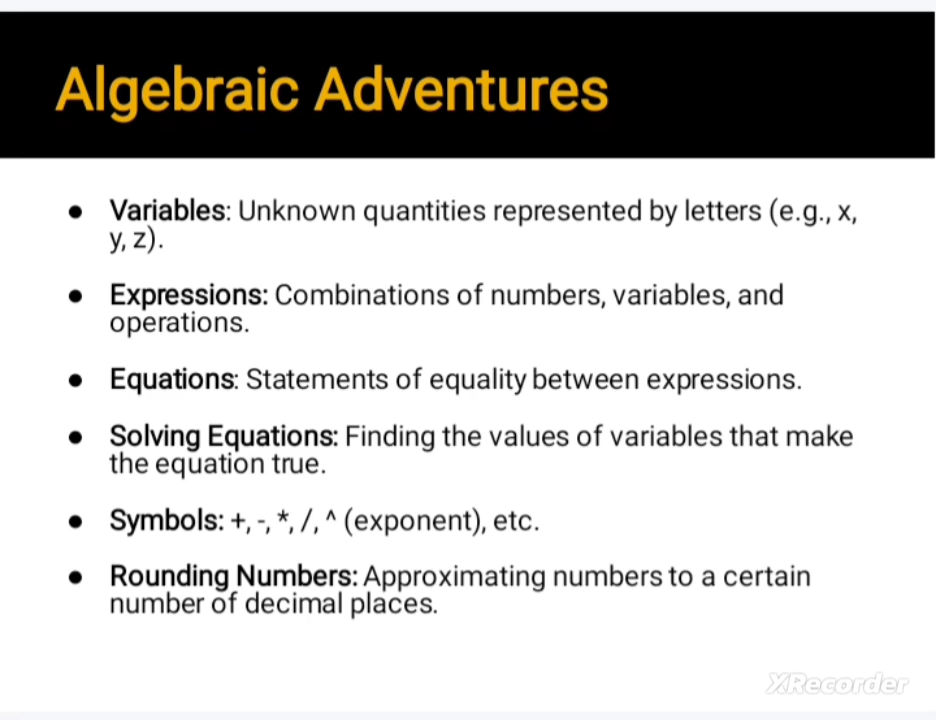 Algebraic Adventures
● Variables: Unknown quantities represented by letters (e.g., x,
y, z).
● Expressions: Combinations of numbers, variables, and
operations.
● Equations: Statements of equality between expressions.
● Solving Equations: Finding the values of variables that make
the equation true.
● Symbols: +, -, *, /, ^ (exponent), etc.
● Rounding Numbers: Approximating numbers to a certain
number of decimal places.
XRecorder